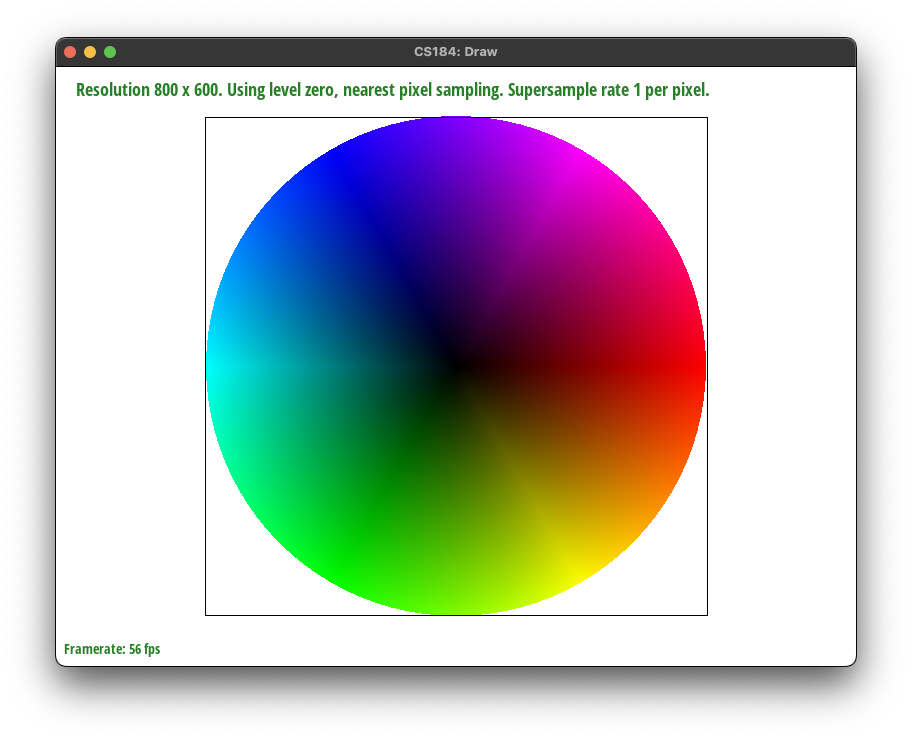 CS184: Draw
Resolution 800 x 600. Using level zero, nearest pixel sampling. Supersample rate 1 per pixel.
Framerate: 56 fps